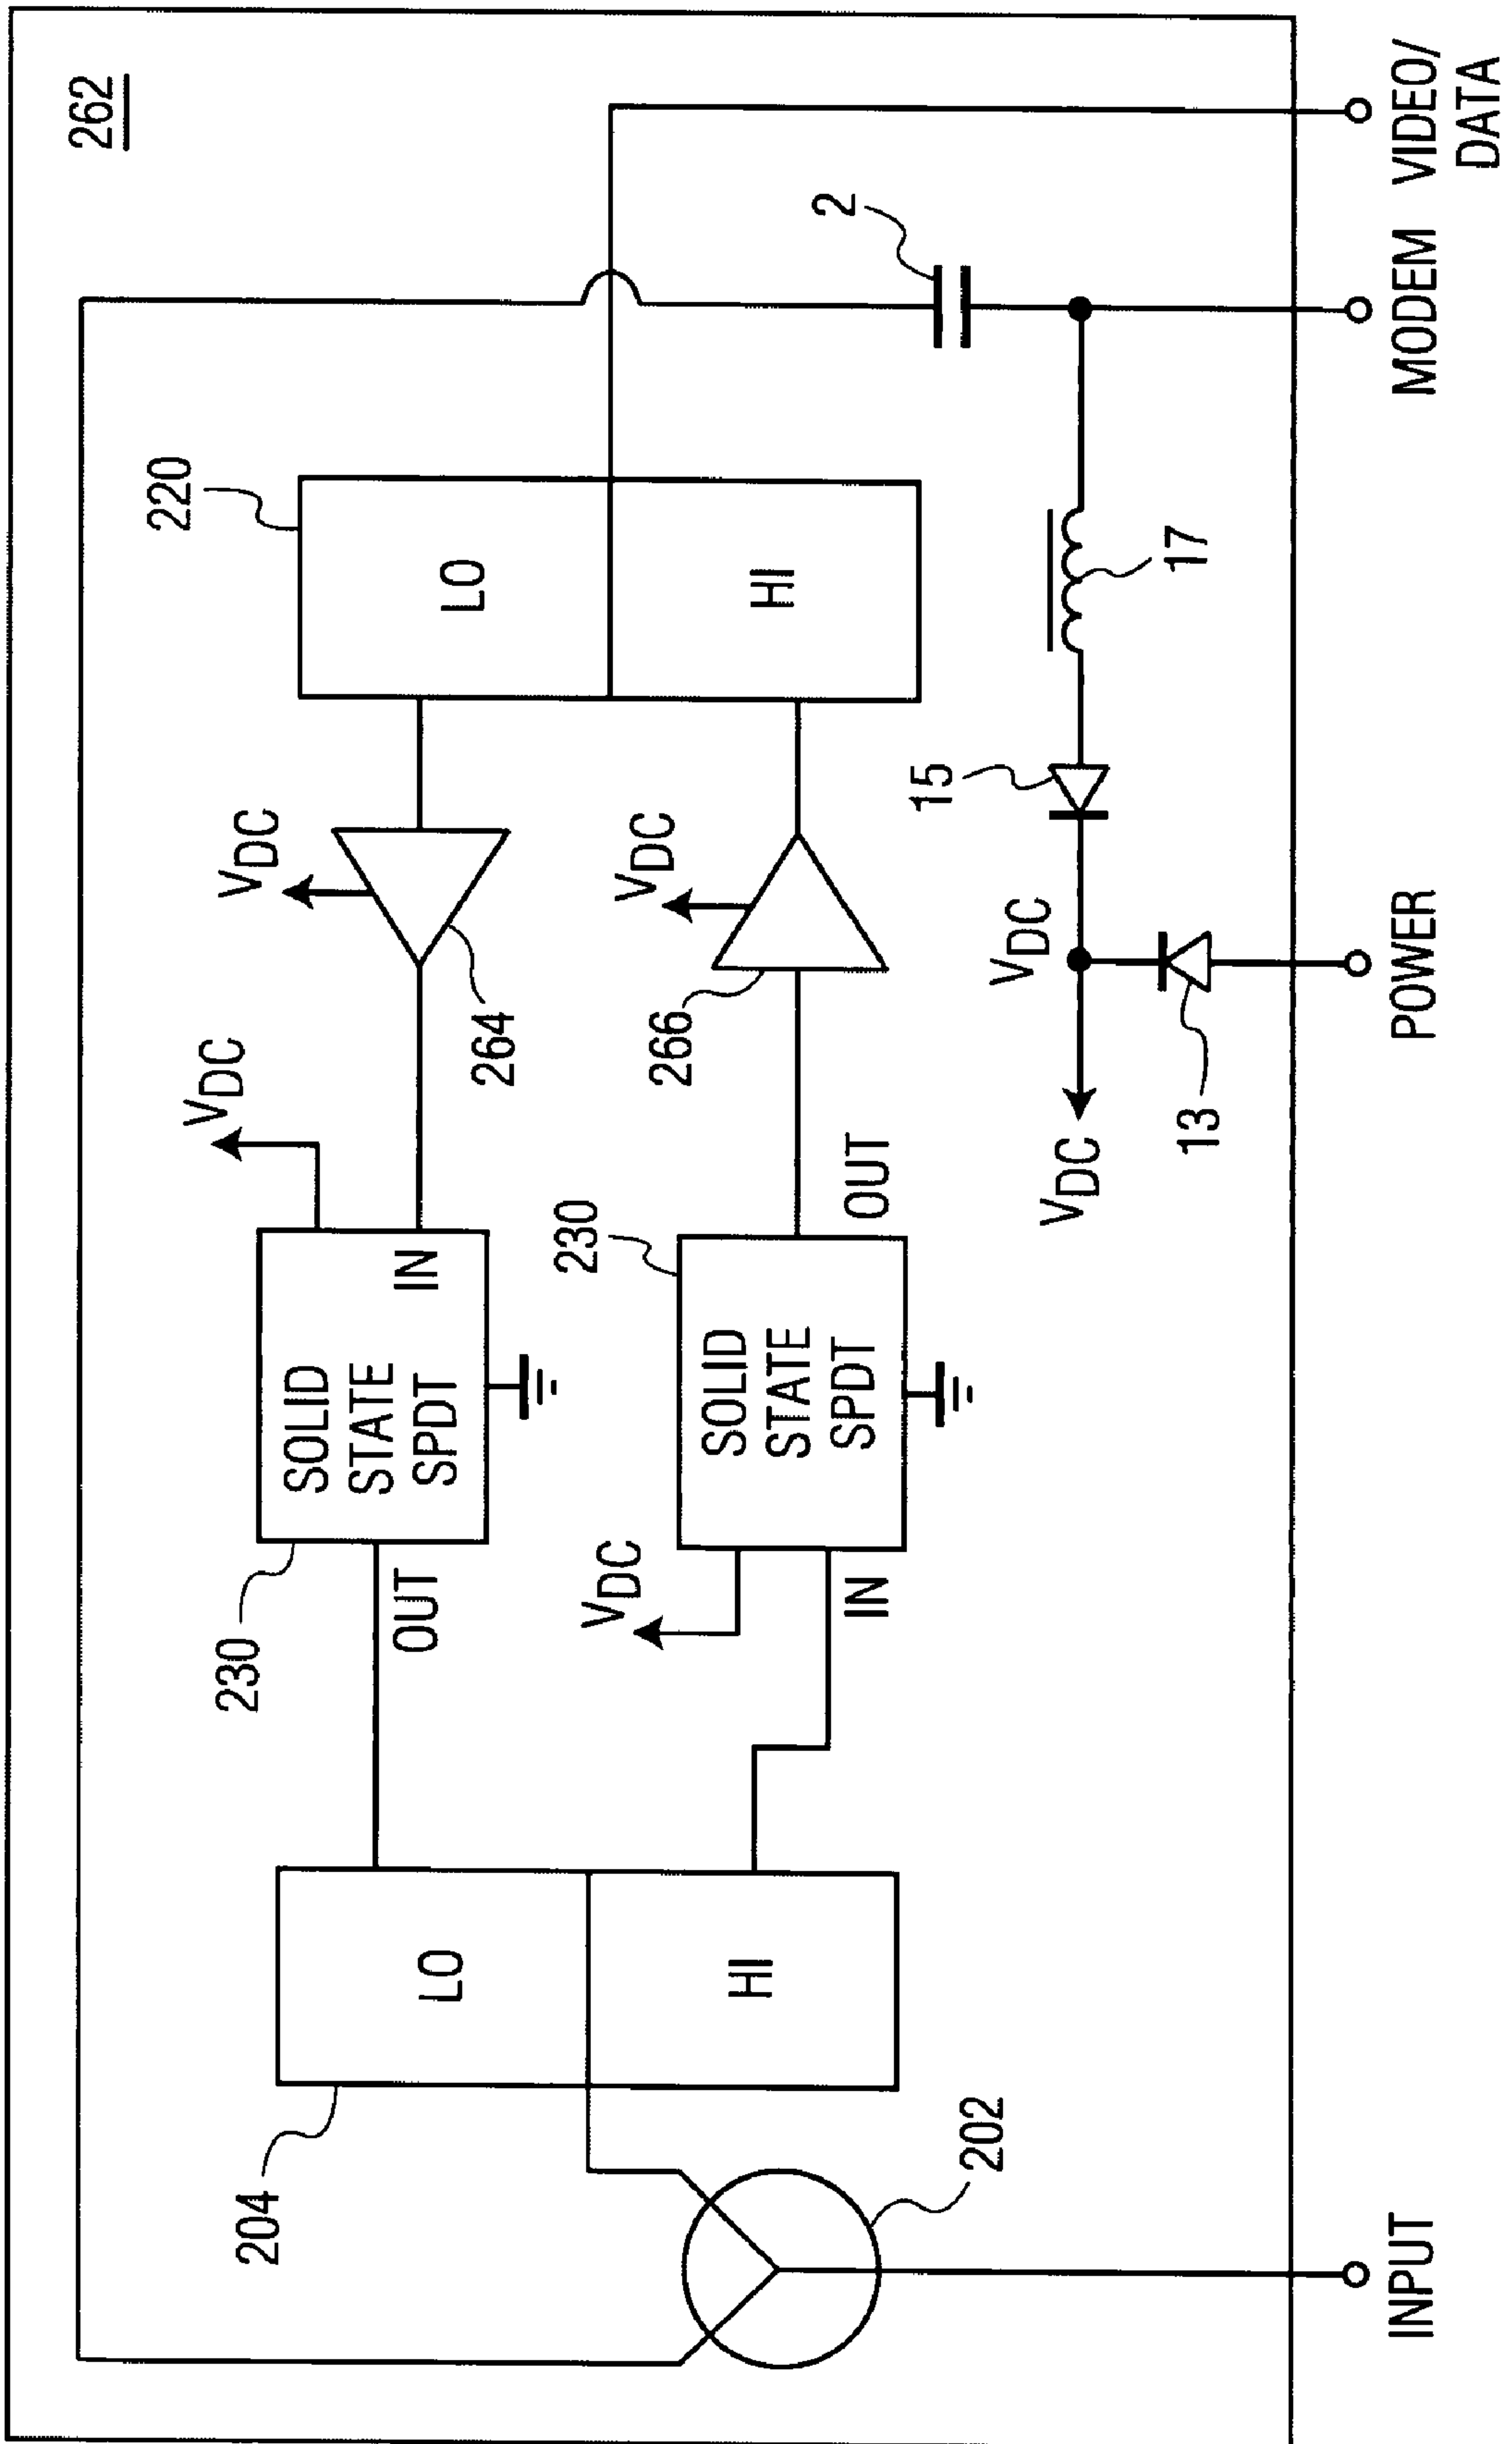 262
204
LO
HI
202
230
OUT
SOLID
STATE
SPDT
IN
VDC
264
VDC
220
LO
HI
VDC
IN
SOLID
STATE
SPDT
230
OUT
266
VDC
2
VDC
VDC
13
15
17
INPUT
POWER
MODEM
VIDEO/
DATA